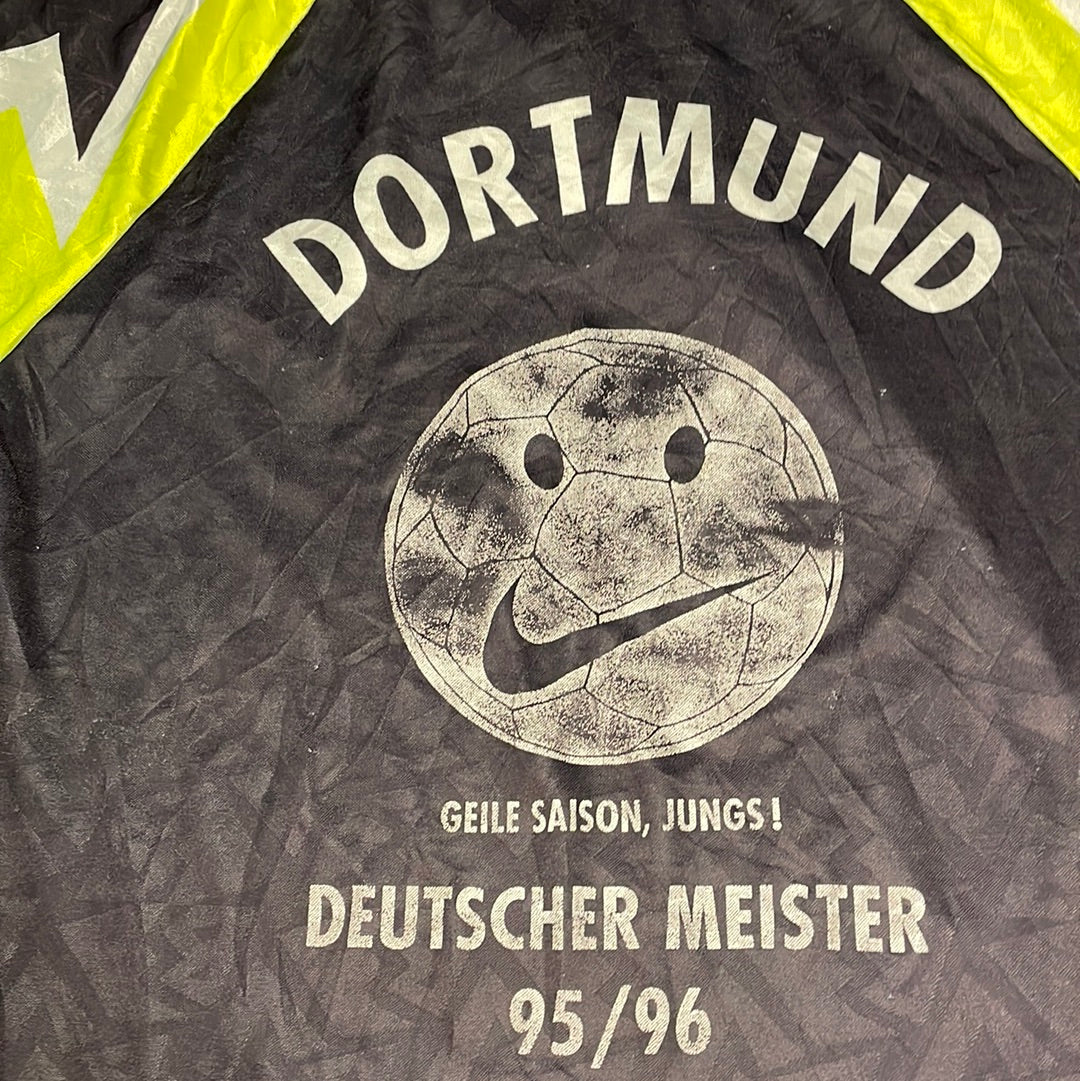 DORTMUND
GEILE SAISON, JUNGS!
DEUTSCHER MEISTER
95/96